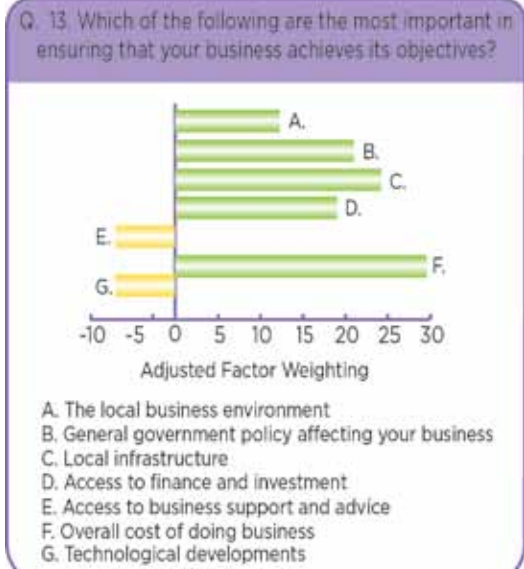 Q. 13. Which of the following are the most important in
ensuring that your business achieves its objectives?
A.
B.
C.
D.
E.
F.
G.
-10 -5 0 5 10 15 20 25 30
Adjusted Factor Weighting
A. The local business environment
B. General government policy affecting your business
C. Local infrastructure
D. Access to finance and investment
E. Access to business support and advice
F. Overall cost of doing business
G. Technological developments